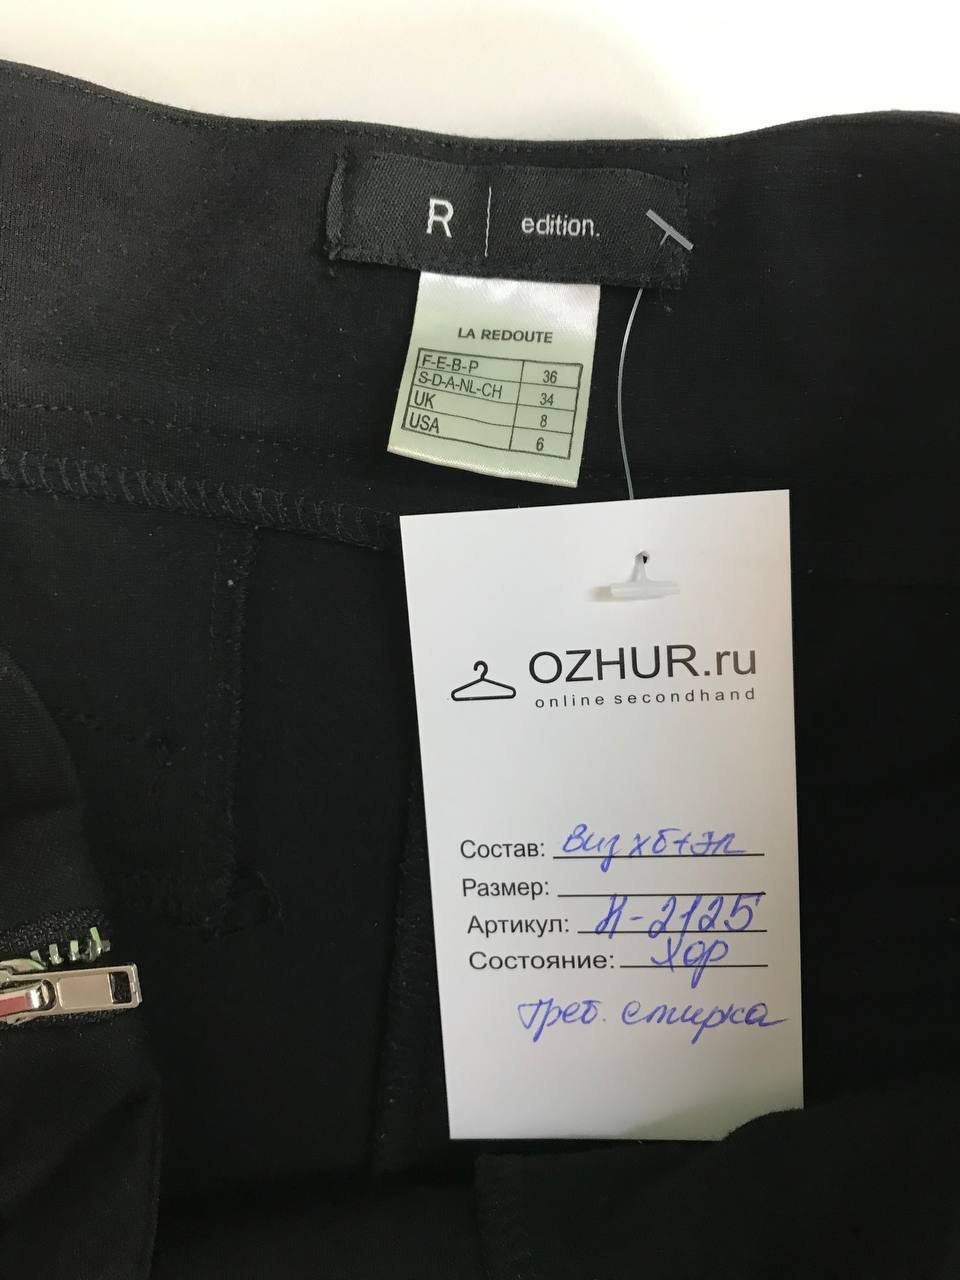 R | edition.
LA REDOUTE
F-E-B-P 36
S-D-A-NL-CH 34
UK 8
USA 6
OZHUR.ru
online secondhand
Состав: Виз хб+эл
Размер:
Артикул: Н-2125
Состояние: Хор
треб. стирка